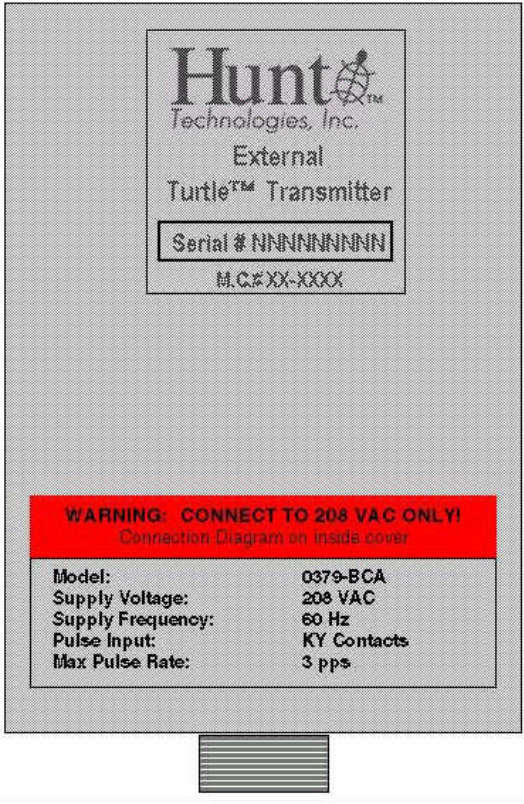 Hunt™
Technologies, Inc.
External
Turtle™ Transmitter
Serial # NNNNNNNNN
M.C.# XX-XXXX
WARNING: CONNECT TO 208 VAC ONLY!
Connection Diagram on inside cover
Model: 0379-BCA
Supply Voltage: 208 VAC
Supply Frequency: 60 Hz
Pulse Input: KY Contacts
Max Pulse Rate: 3 pps